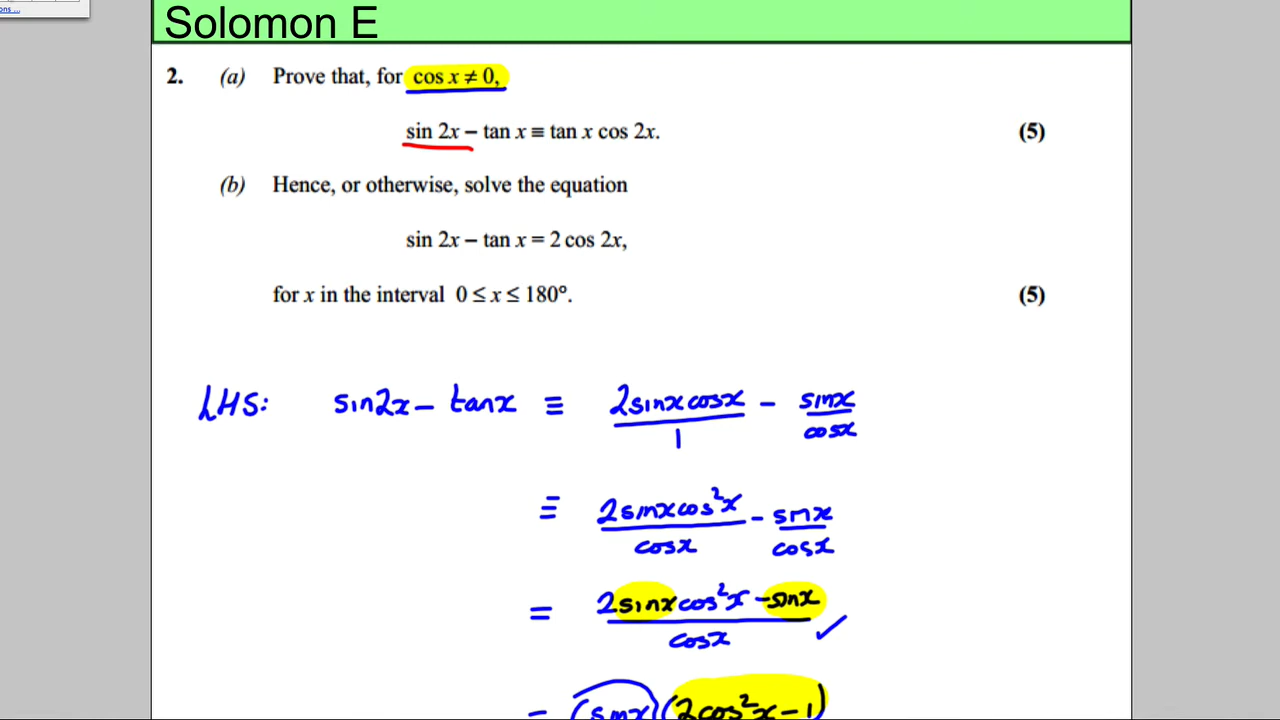 ons ...
Solomon E
2. (a) Prove that, for cos x ≠ 0,
sin 2x – tan x ≡ tan x cos 2x. (5)
(b) Hence, or otherwise, solve the equation
sin 2x – tan x = 2 cos 2x,
for x in the interval 0 ≤ x ≤ 180°. (5)
LHS: sin2x – tanx ≡ 2sinxcosx/1 – sinx/cosx
≡ 2sinxcos²x/cosx – sinx/cosx
= 2sinxcos²x – sinx/cosx ✓
= (sinx)(2cos²x – 1)